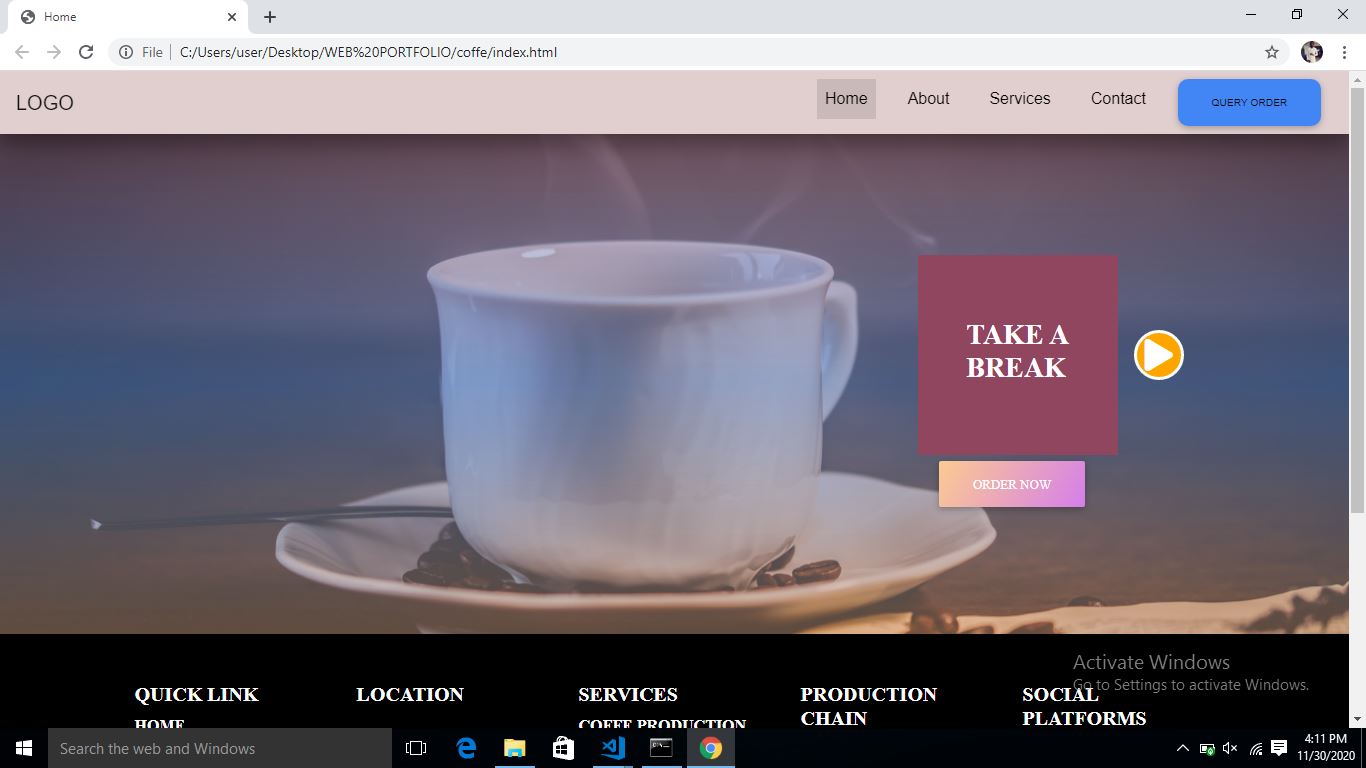 Home
File
C:/Users/user/Desktop/WEB%20PORTFOLIO/coffe/index.html
LOGO
Home
About
Services
Contact
QUERY ORDER
TAKE A
BREAK
ORDER NOW
Activate Windows
Go to Settings to activate Windows.
QUICK LINK
HOME
LOCATION
SERVICES
COFFE PRODUCTION
PRODUCTION
CHAIN
SOCIAL
PLATFORMS
Search the web and Windows
4:11 PM
11/30/2020